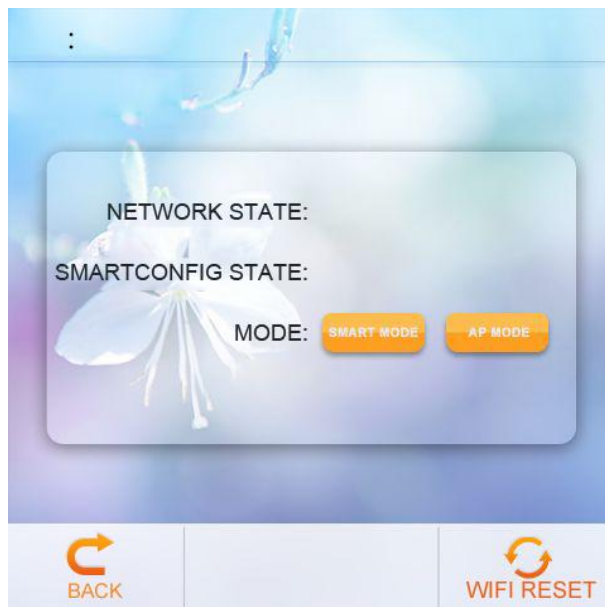 :
NETWORK STATE:
SMARTCONFIG STATE:
MODE: SMART MODE AP MODE
BACK WIFI RESET